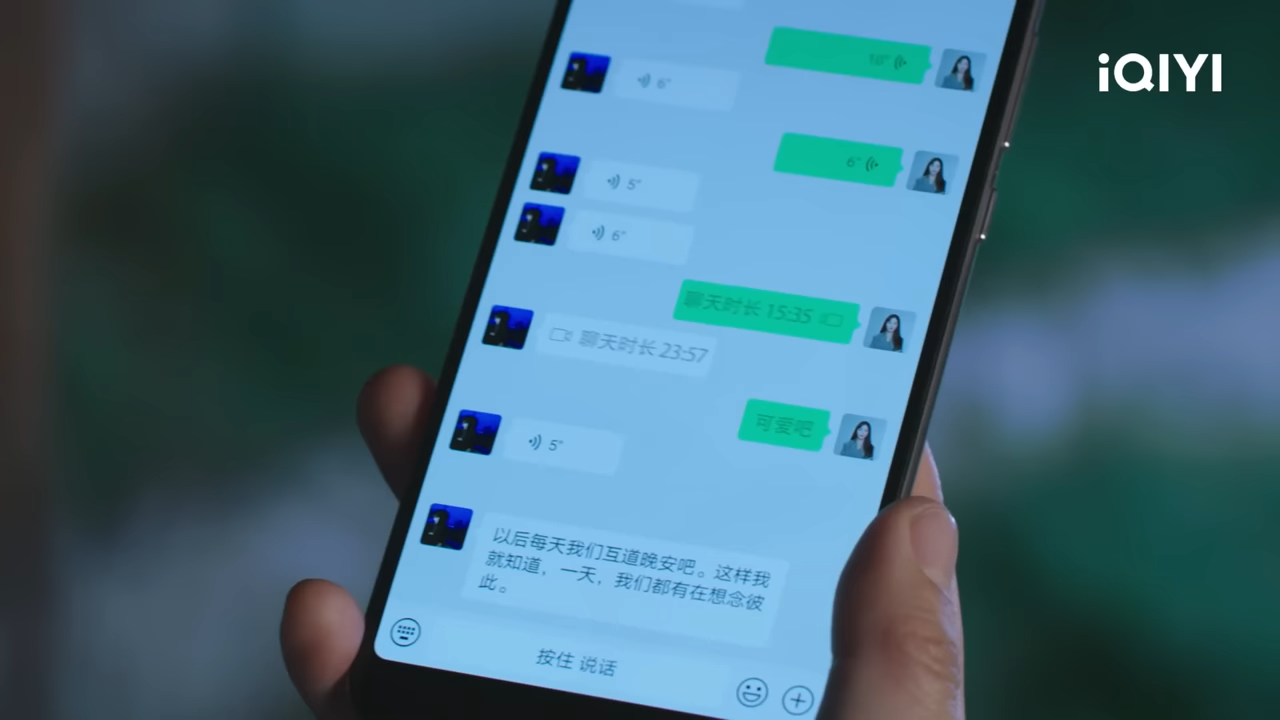 iQIYI
10"
6"
6"
5"
6"
聊天时长 15:35
聊天时长 23:57
可爱吧
5"
以后每天我们互道晚安吧。这样我
就知道，一天，我们都有在想念彼
此。
按住 说话